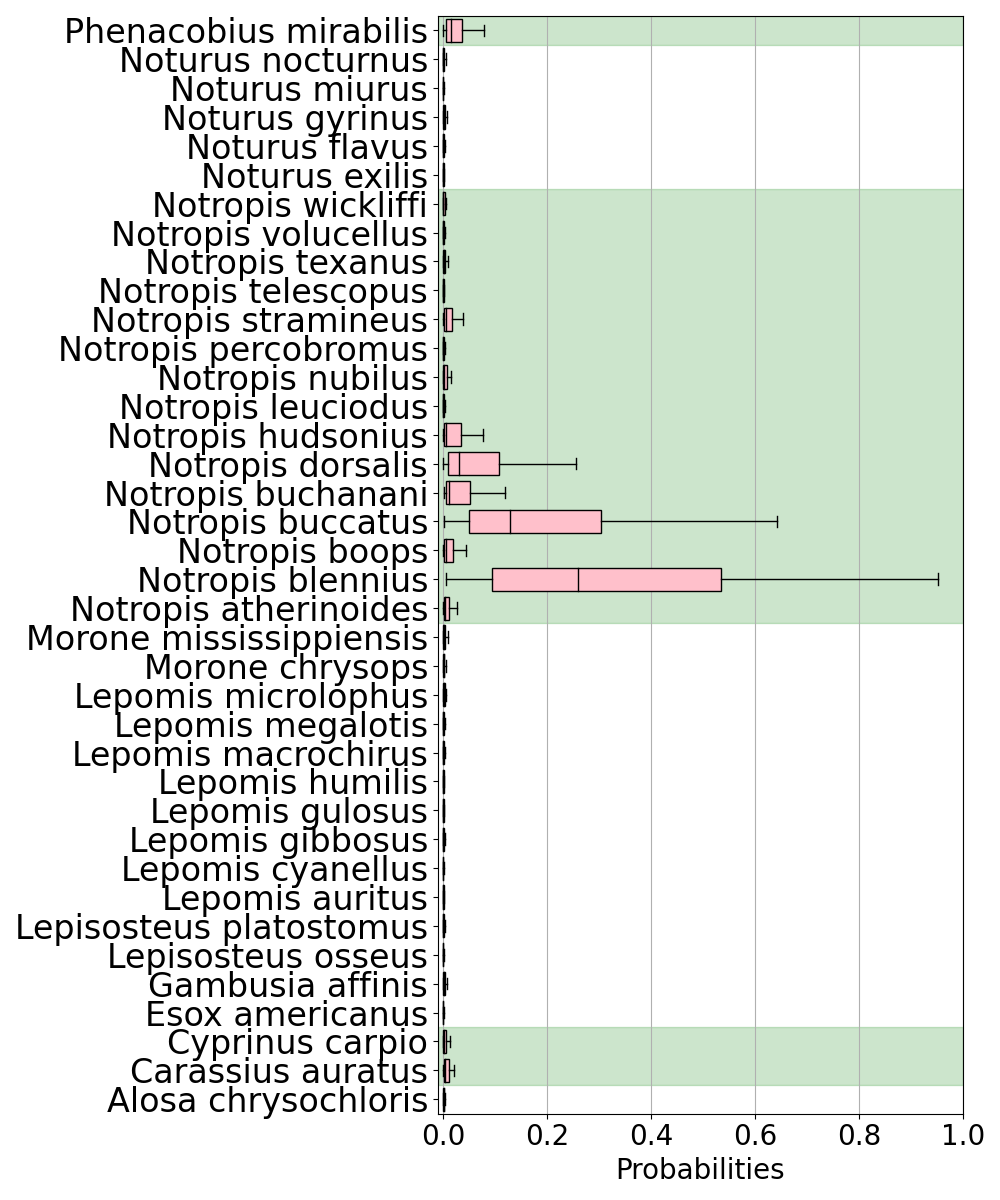 Phenacobius mirabilis
Noturus nocturnus
Noturus miurus
Noturus gyrinus
Noturus flavus
Noturus exilis
Notropis wickliffi
Notropis volucellus
Notropis texanus
Notropis telescopus
Notropis stramineus
Notropis percobromus
Notropis nubilus
Notropis leuciodus
Notropis hudsonius
Notropis dorsalis
Notropis buchanani
Notropis buccatus
Notropis boops
Notropis blennius
Notropis atherinoides
Morone mississippiensis
Morone chrysops
Lepomis microlophus
Lepomis megalotis
Lepomis macrochirus
Lepomis humilis
Lepomis gulosus
Lepomis gibbosus
Lepomis cyanellus
Lepomis auritus
Lepisosteus platostomus
Lepisosteus osseus
Gambusia affinis
Esox americanus
Cyprinus carpio
Carassius auratus
Alosa chrysochloris
0.0 0.2 0.4 0.6 0.8 1.0
Probabilities